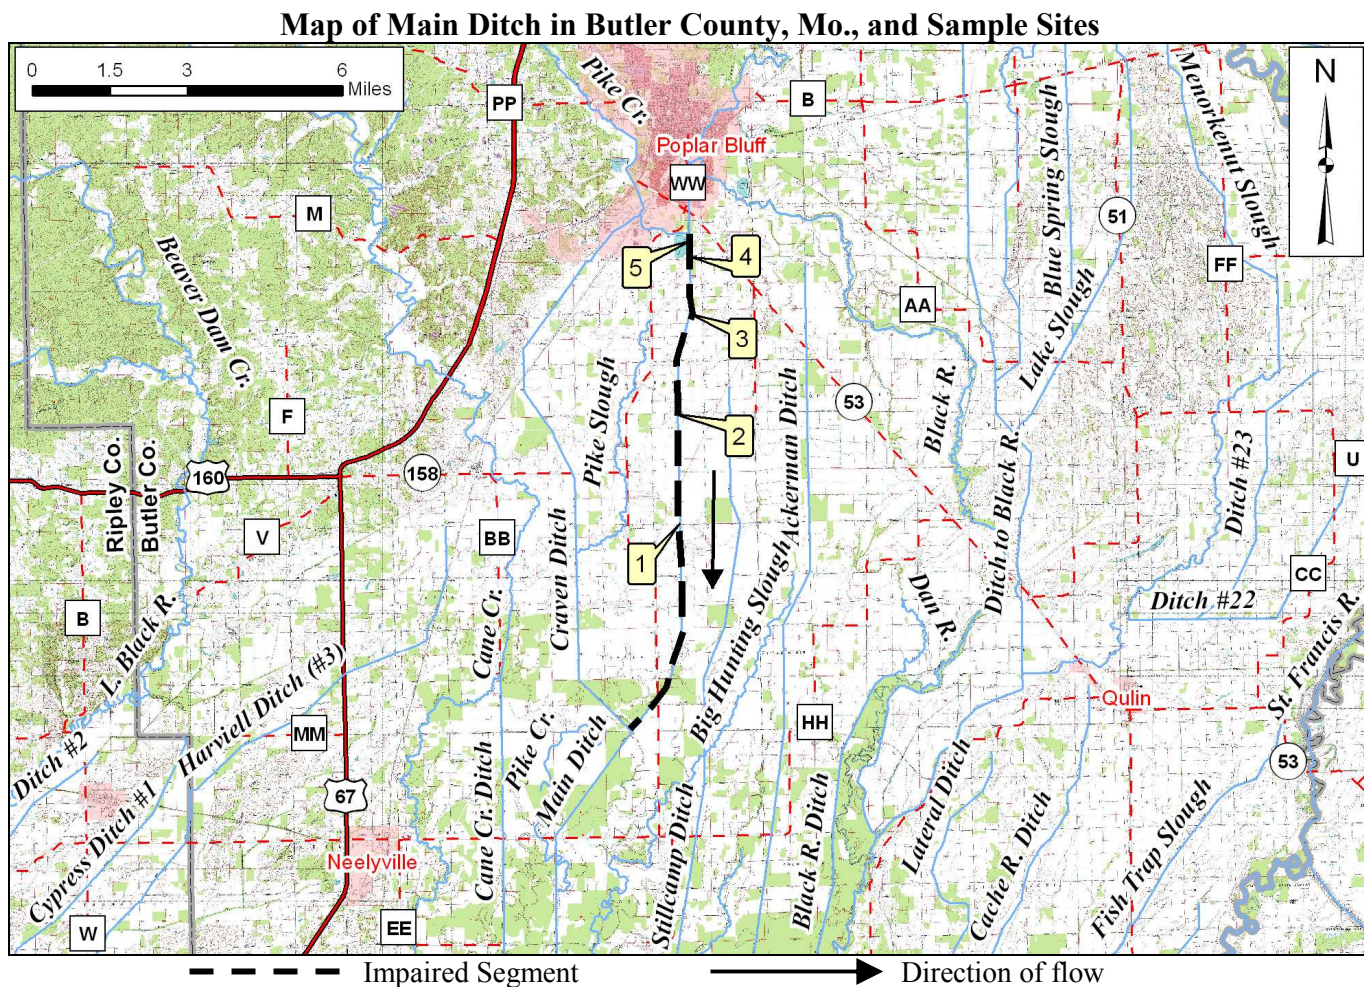 Map of Main Ditch in Butler County, Mo., and Sample Sites
0 1.5 3 6
Miles
N
Pike Cr.
PP
B
Poplar Bluff
WW
M
Beaver Dam Cr.
Blue Spring Slough
Menorkenut Slough
51
FF
5
4
AA
3
Lake Slough
F
Pike Slough
2
Ackerman Ditch
53
Black R.
Ditch to Black R.
Ditch #23
U
Ripley Co.
Butler Co.
160
158
V
BB
Craven Ditch
1
Big Hunting Slough
Dan R.
CC
Ditch #22
B
L. Black R.
Cane Cr.
St. Francis R.
Harviell Ditch (#3)
Qulin
Ditch #2
MM
Pike Cr.
Main Ditch
HH
53
Cypress Ditch #1
67
Cane Cr. Ditch
Stillcamp Ditch
Black R. Ditch
Lateral Ditch
Cache R. Ditch
Fish Trap Slough
Neelyville
W
EE
Impaired Segment
Direction of flow